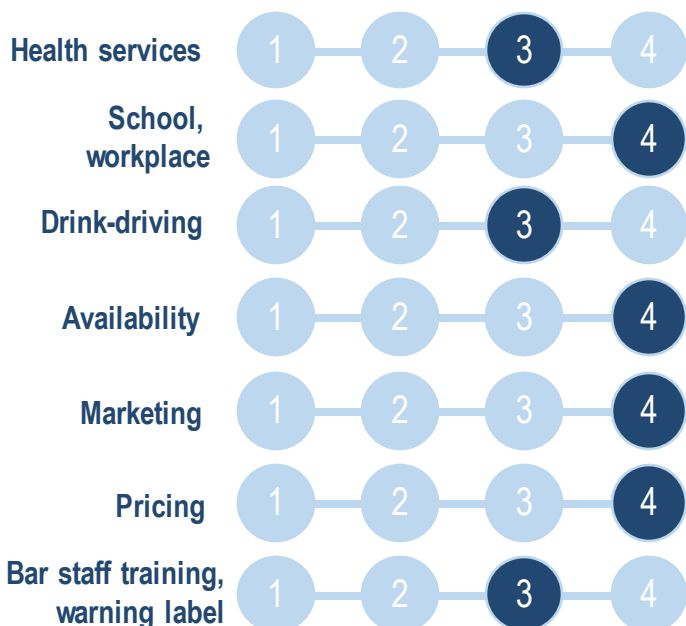 Health services 1 2 3 4
School,
workplace 1 2 3 4
Drink-driving 1 2 3 4
Availability 1 2 3 4
Marketing 1 2 3 4
Pricing 1 2 3 4
Bar staff training,
warning label 1 2 3 4